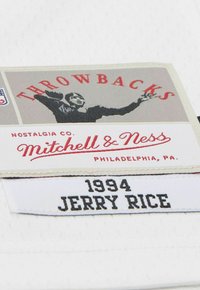 THROWBACKS
NOSTALGIA CO.
Mitchell & Ness
PHILADELPHIA, PA.
1994
JERRY RICE